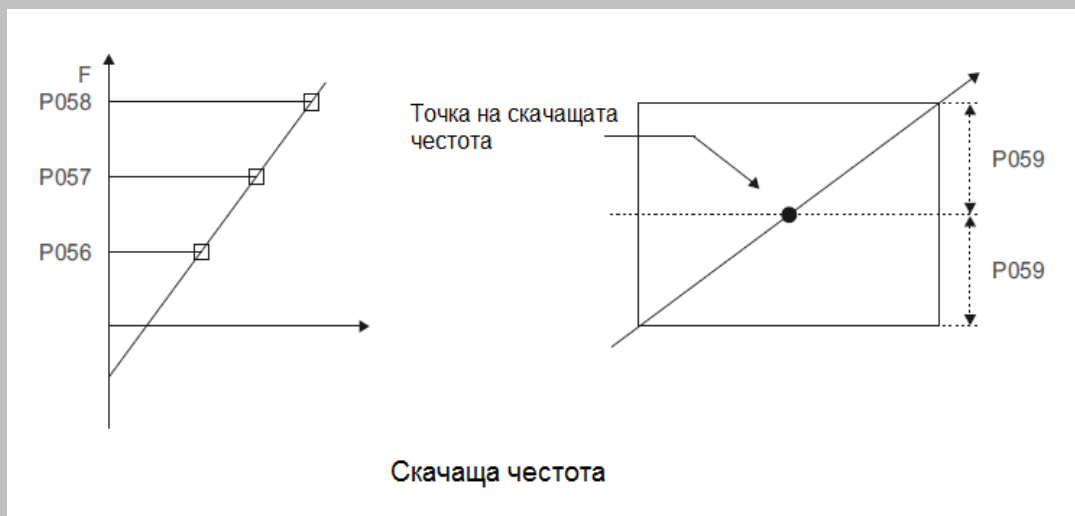 F
P058
P057
P056
Точка на скачащата
честота
P059
P059
Скачаща честота